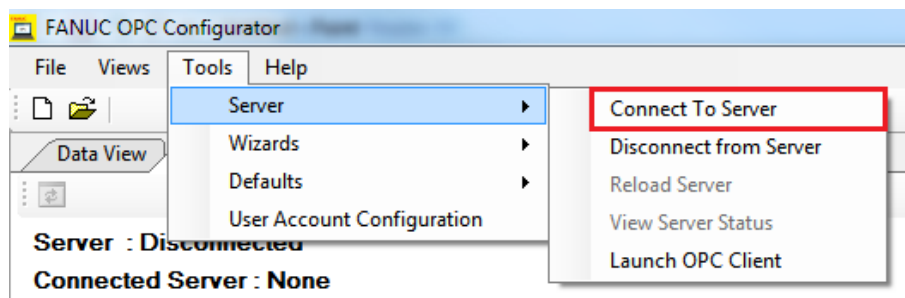 FANUC OPC Configurator
File Views Tools Help
Server
Connect To Server
Wizards
Disconnect from Server
Data View
Defaults
Reload Server
User Account Configuration
View Server Status
Server : Disconnected
Launch OPC Client
Connected Server : None